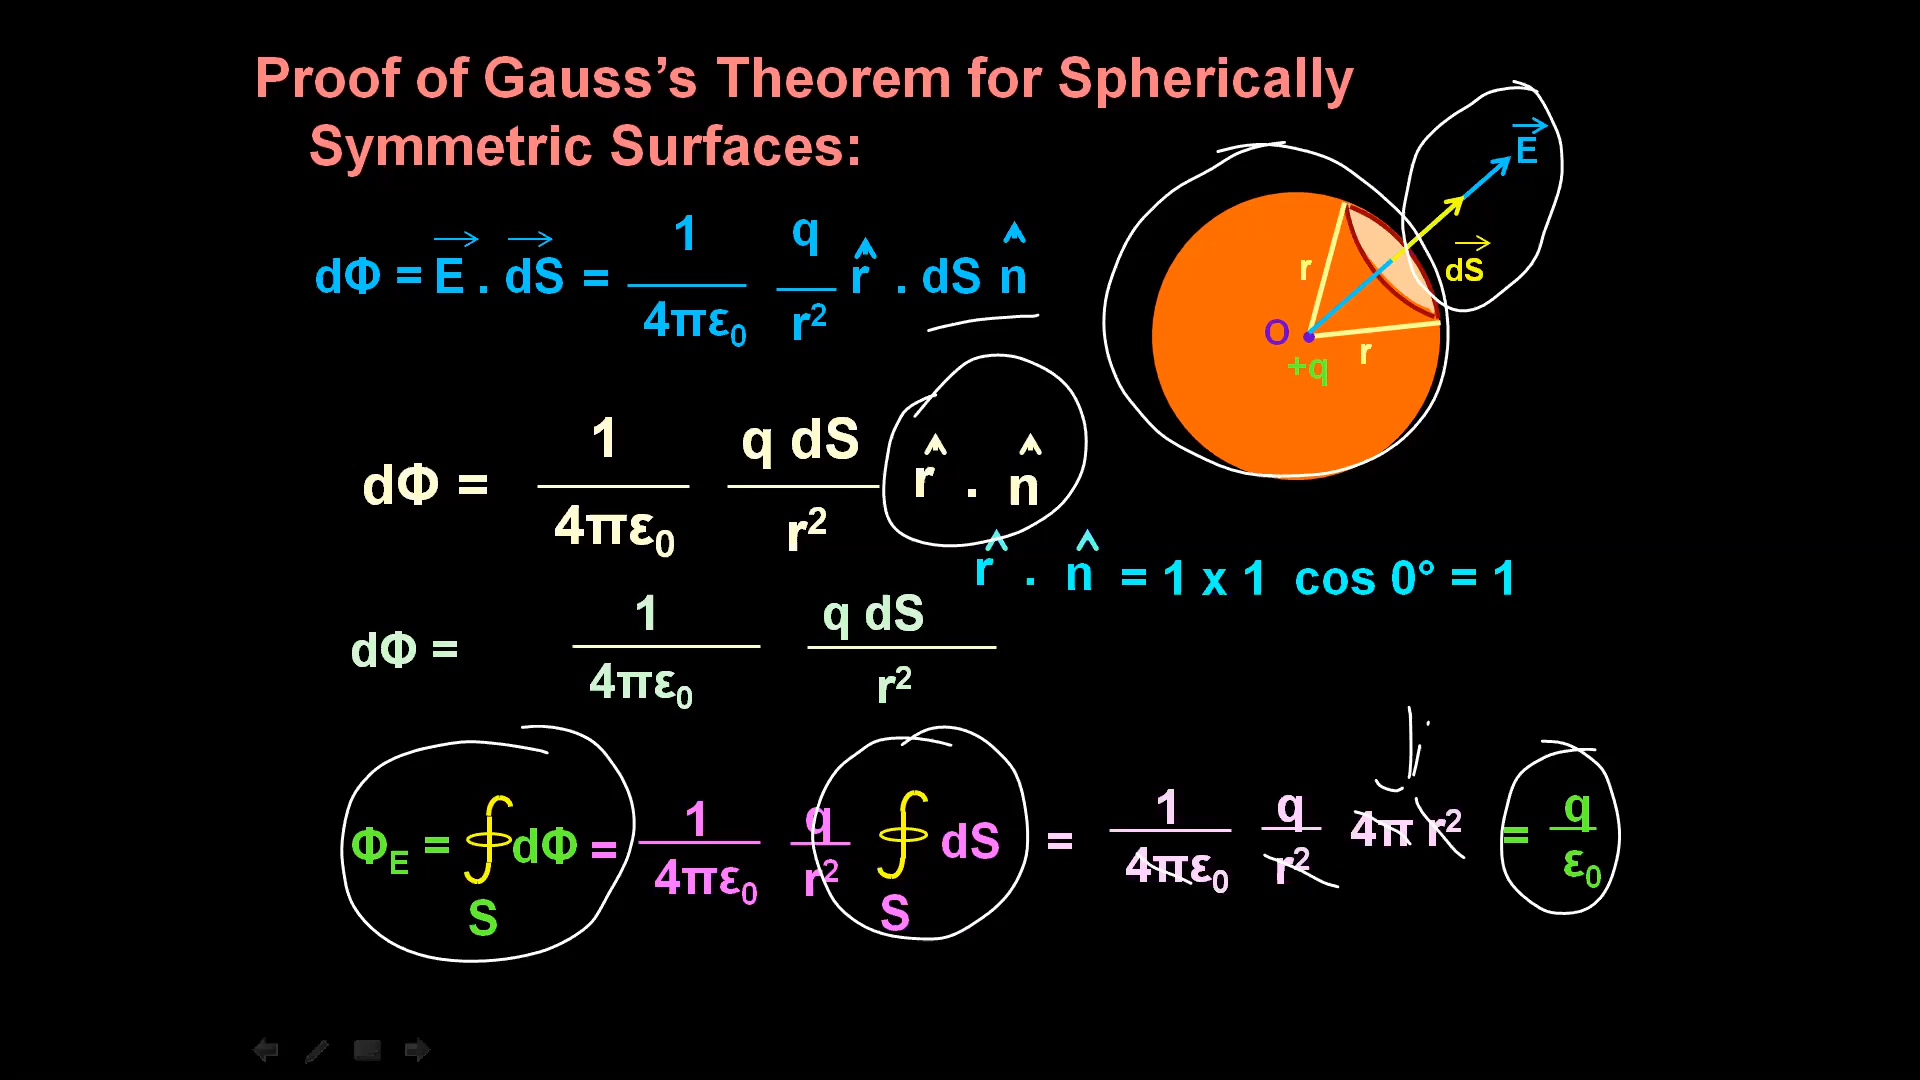 Proof of Gauss’s Theorem for Spherically
Symmetric Surfaces:
dΦ = E⃗ . dS⃗ = 1/4πε₀ q/r² r̂ . dS n̂
E⃗
dS⃗
r
O
r
+q
dΦ = 1/4πε₀ q dS/r² r̂ . n̂
r̂ . n̂ = 1 x 1 cos 0° = 1
dΦ = 1/4πε₀ q dS/r²
Φ_E = ∮_S dΦ = 1/4πε₀ q/r² ∮_S dS = 1/4πε₀ q/r² 4π r² = q/ε₀